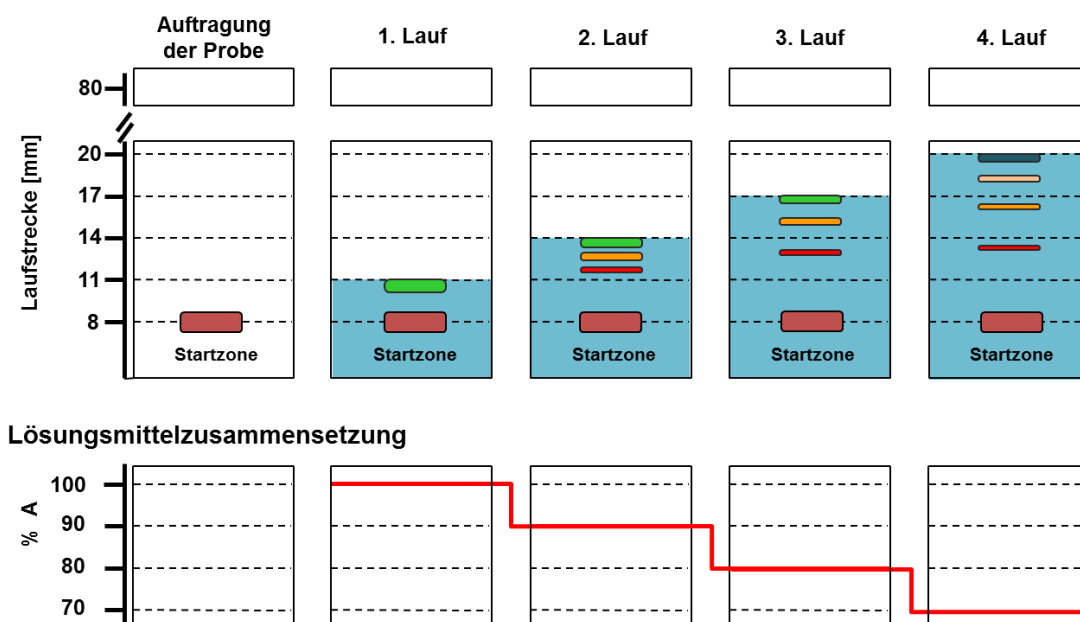 Auftragung
der Probe
1. Lauf
2. Lauf
3. Lauf
4. Lauf
Laufstrecke [mm]
80
20
17
14
11
8
Startzone
Startzone
Startzone
Startzone
Startzone
Lösungsmittelzusammensetzung
% A
100
90
80
70